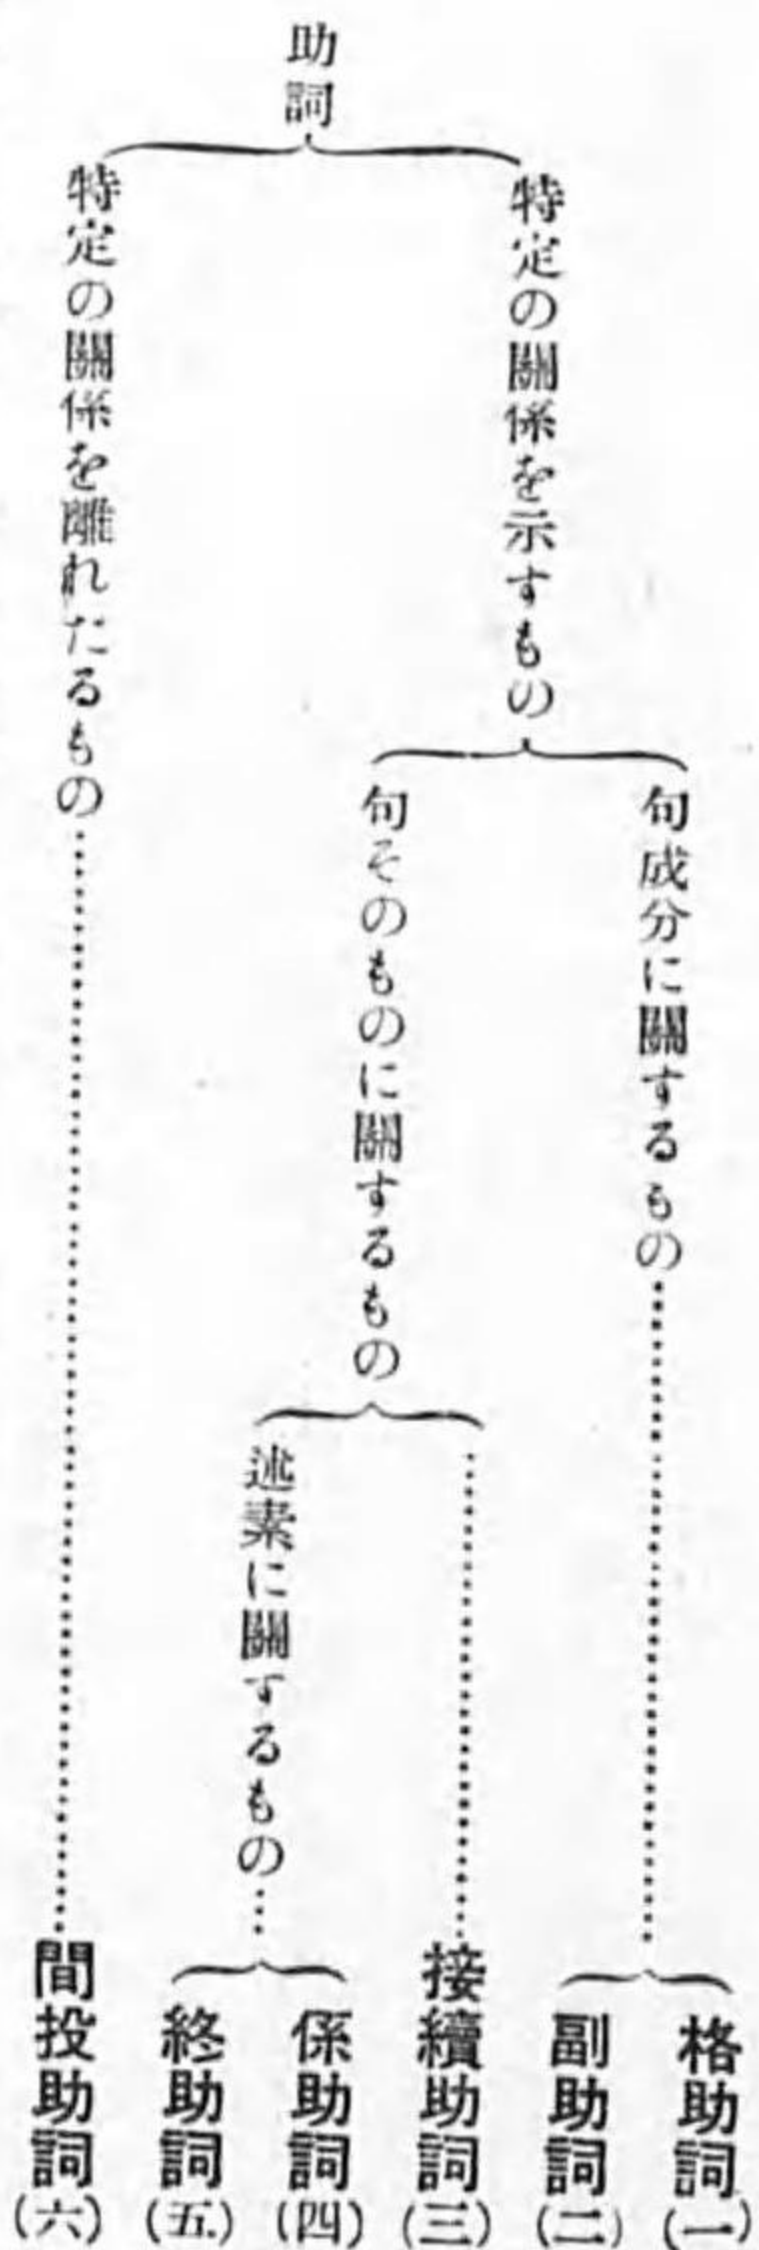 助詞
特定の關係を示すもの
句成分に關するもの
格助詞(一)
副助詞(二)
句そのものに關するもの
接續助詞(三)
述素に關するもの
係助詞(四)
終助詞(五)
特定の關係を離れたるもの
間投助詞(六)